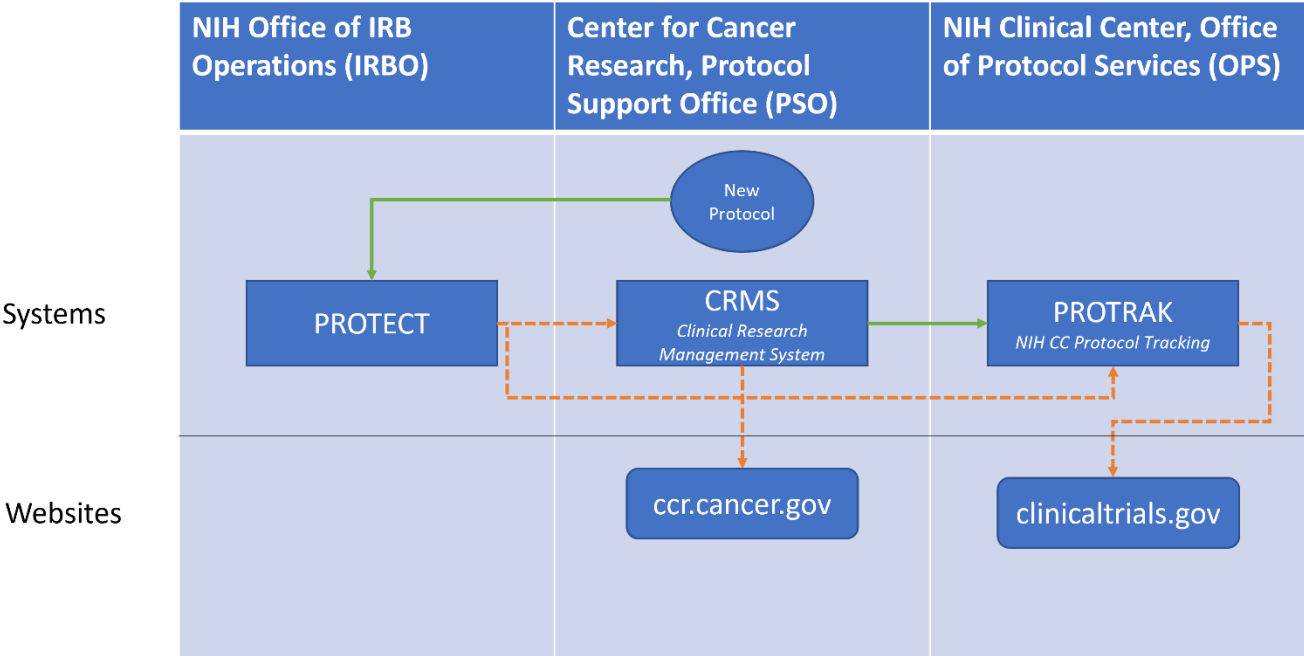 NIH Office of IRB
Operations (IRBO)
Center for Cancer
Research, Protocol
Support Office (PSO)
NIH Clinical Center, Office
of Protocol Services (OPS)
New
Protocol
Systems
PROTECT
CRMS
Clinical Research
Management System
PROTRAK
NIH CC Protocol Tracking
Websites
ccr.cancer.gov
clinicaltrials.gov